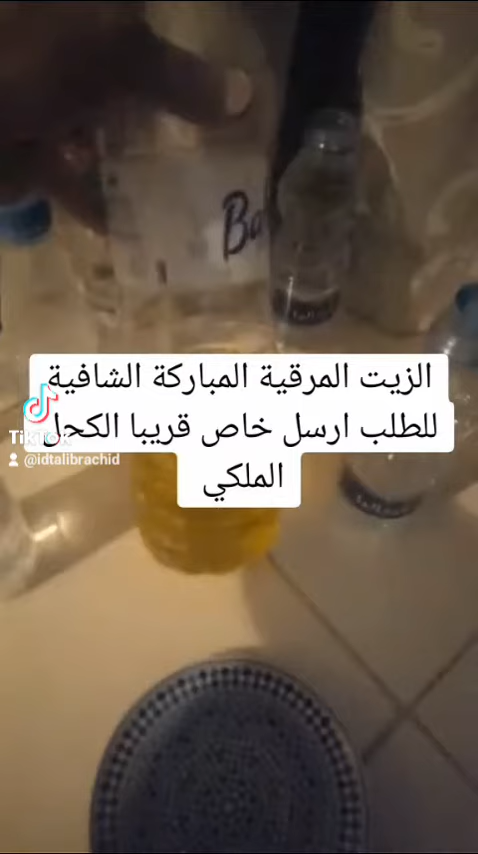 الزيت المرقية المباركة الشافية
للطلب ارسل خاص قريبا الكحل
الملكي
TikTok
@idtalibrachid